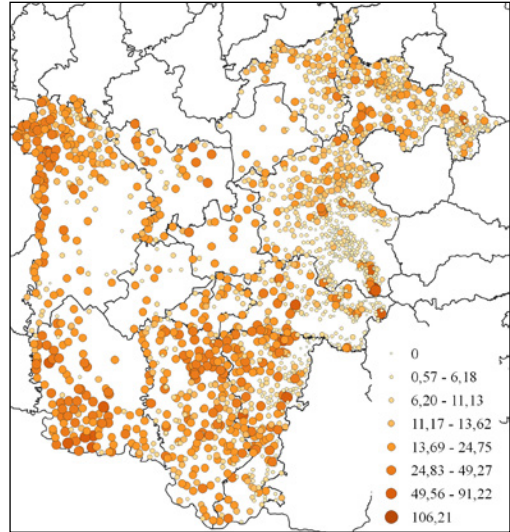 0
0,57 - 6,18
6,20 - 11,13
11,17 - 13,62
13,69 - 24,75
24,83 - 49,27
49,56 - 91,22
106,21